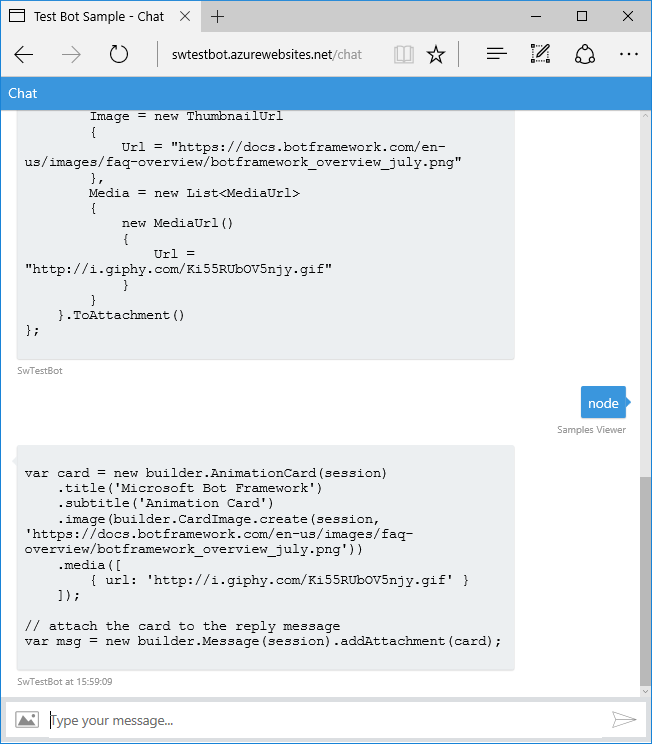 Test Bot Sample - Chat
swtestbot.azurewebsites.net/chat
Chat
Image = new ThumbnailUrl
{
Url = "https://docs.botframework.com/en-
us/images/faq-overview/botframework_overview_july.png"
},
Media = new List<MediaUrl>
{
new MediaUrl()
{
Url =
"http://i.giphy.com/Ki55RUbOV5njy.gif"
}
}
}.ToAttachment()
};
SwTestBot
node
Samples Viewer
var card = new builder.AnimationCard(session)
.title('Microsoft Bot Framework')
.subtitle('Animation Card')
.image(builder.CardImage.create(session,
'https://docs.botframework.com/en-us/images/faq-
overview/botframework_overview_july.png'))
.media([
{ url: 'http://i.giphy.com/Ki55RUbOV5njy.gif' }
]);
// attach the card to the reply message
var msg = new builder.Message(session).addAttachment(card);
SwTestBot at 15:59:09
Type your message...